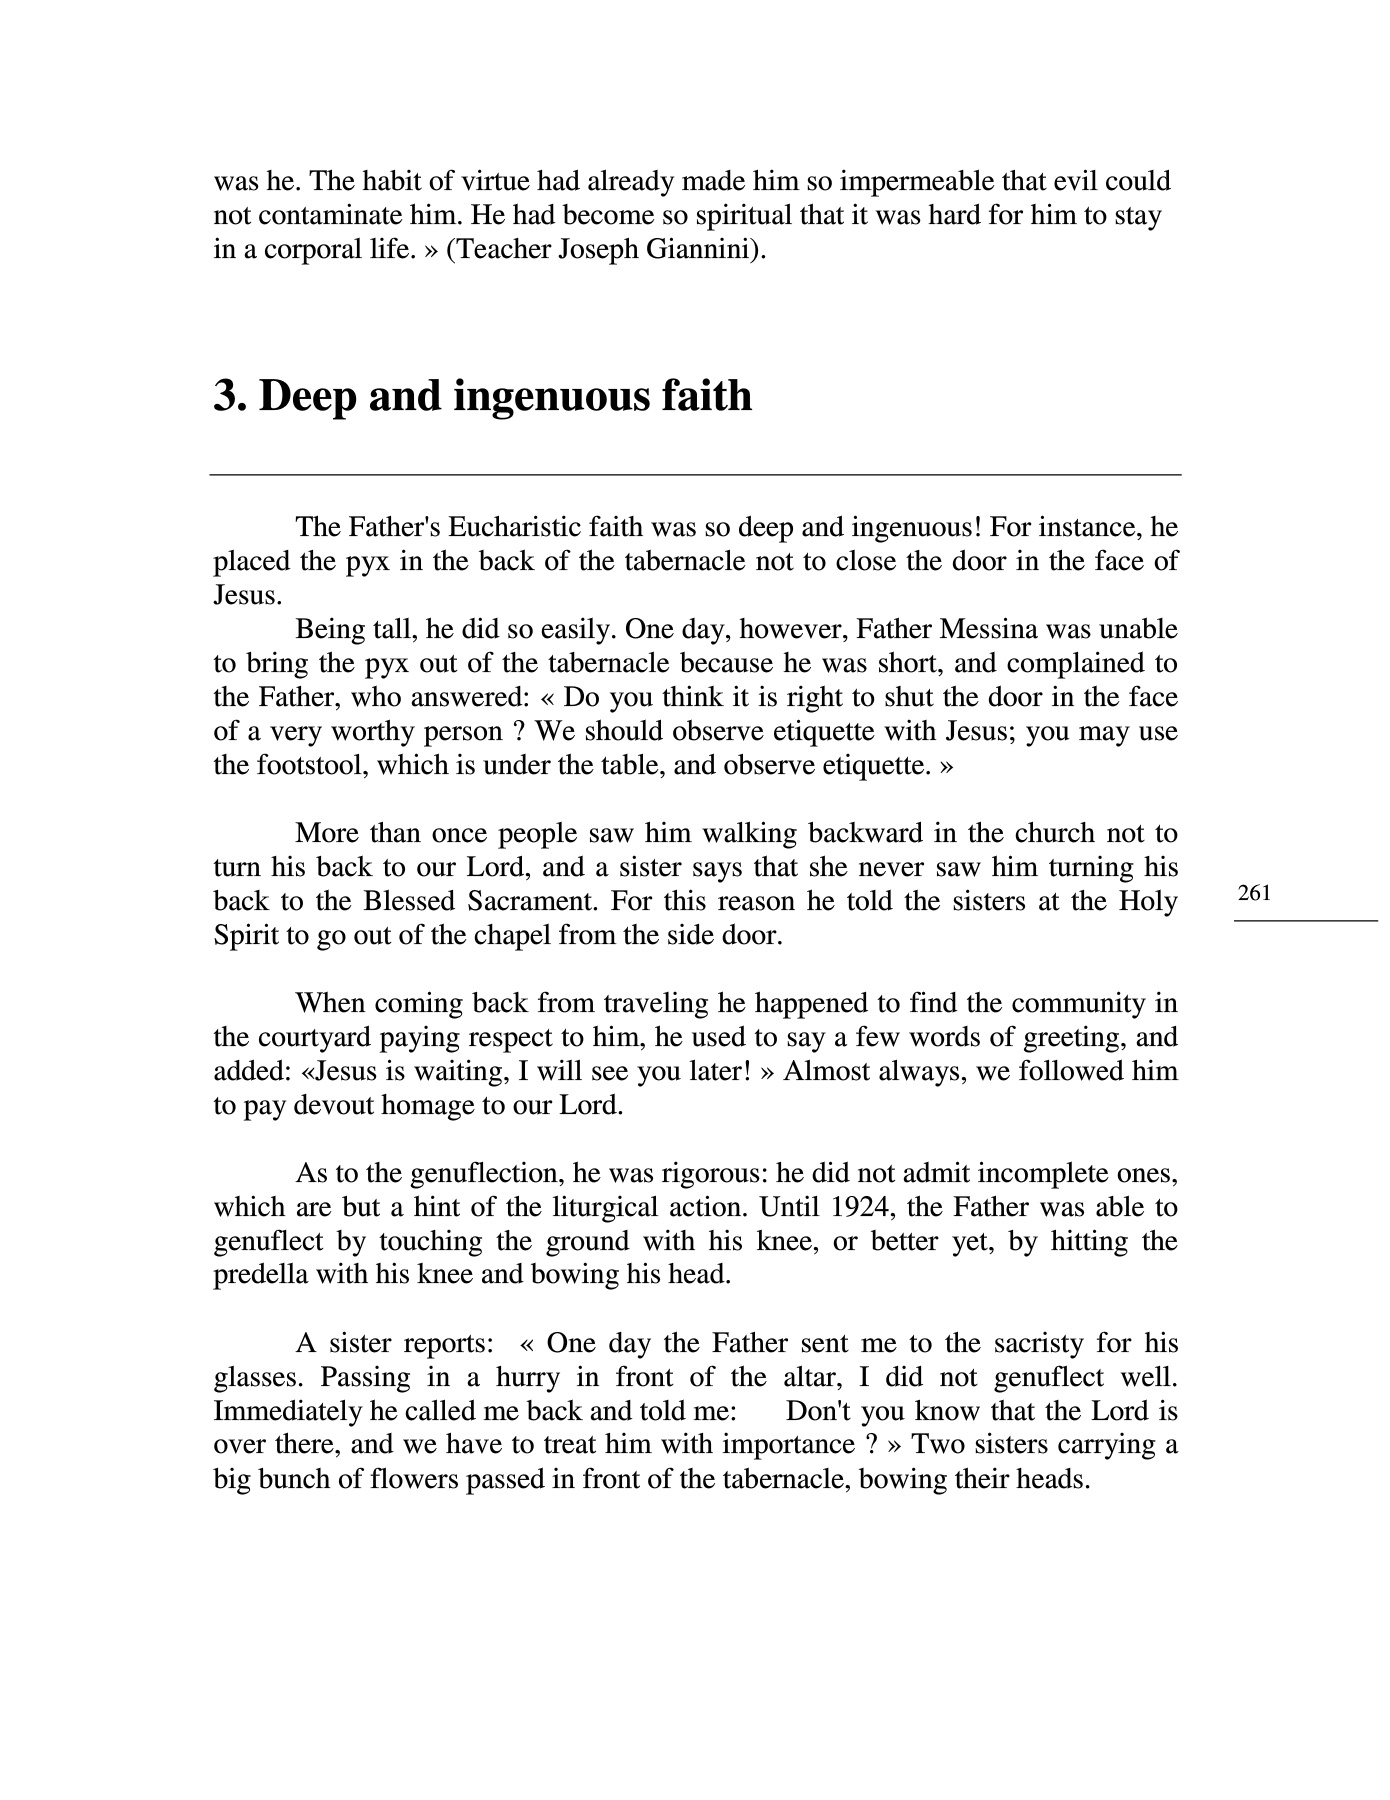 was he. The habit of virtue had already made him so impermeable that evil could
not contaminate him. He had become so spiritual that it was hard for him to stay
in a corporal life. » (Teacher Joseph Giannini).
3. Deep and ingenuous faith
The Father's Eucharistic faith was so deep and ingenuous! For instance, he
placed the pyx in the back of the tabernacle not to close the door in the face of
Jesus.
Being tall, he did so easily. One day, however, Father Messina was unable
to bring the pyx out of the tabernacle because he was short, and complained to
the Father, who answered: « Do you think it is right to shut the door in the face
of a very worthy person ? We should observe etiquette with Jesus; you may use
the footstool, which is under the table, and observe etiquette. »
More than once people saw him walking backward in the church not to
turn his back to our Lord, and a sister says that she never saw him turning his
back to the Blessed Sacrament. For this reason he told the sisters at the Holy
Spirit to go out of the chapel from the side door.
261
When coming back from traveling he happened to find the community in
the courtyard paying respect to him, he used to say a few words of greeting, and
added: «Jesus is waiting, I will see you later! » Almost always, we followed him
to pay devout homage to our Lord.
As to the genuflection, he was rigorous: he did not admit incomplete ones,
which are but a hint of the liturgical action. Until 1924, the Father was able to
genuflect by touching the ground with his knee, or better yet, by hitting the
predella with his knee and bowing his head.
A sister reports: « One day the Father sent me to the sacristy for his
glasses. Passing in a hurry in front of the altar, I did not genuflect well.
Immediately he called me back and told me: Don't you know that the Lord is
over there, and we have to treat him with importance ? » Two sisters carrying a
big bunch of flowers passed in front of the tabernacle, bowing their heads.